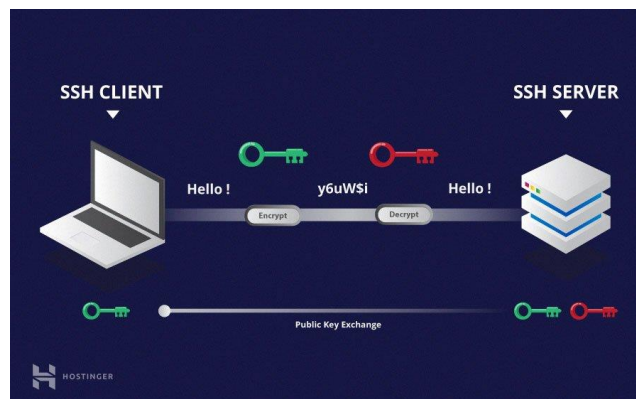 SSH CLIENT
SSH SERVER
Hello !
y6uW$i
Hello !
Encrypt
Decrypt
Public Key Exchange
HOSTINGER